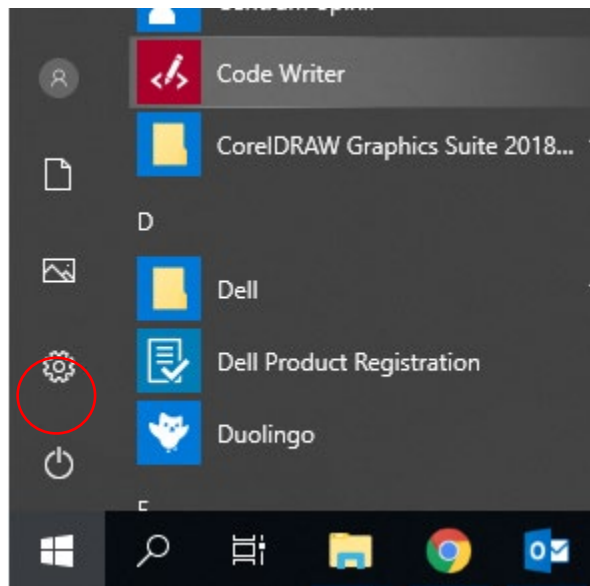 Code Writer
CorelDRAW Graphics Suite 2018...
D
Dell
Dell Product Registration
Duolingo